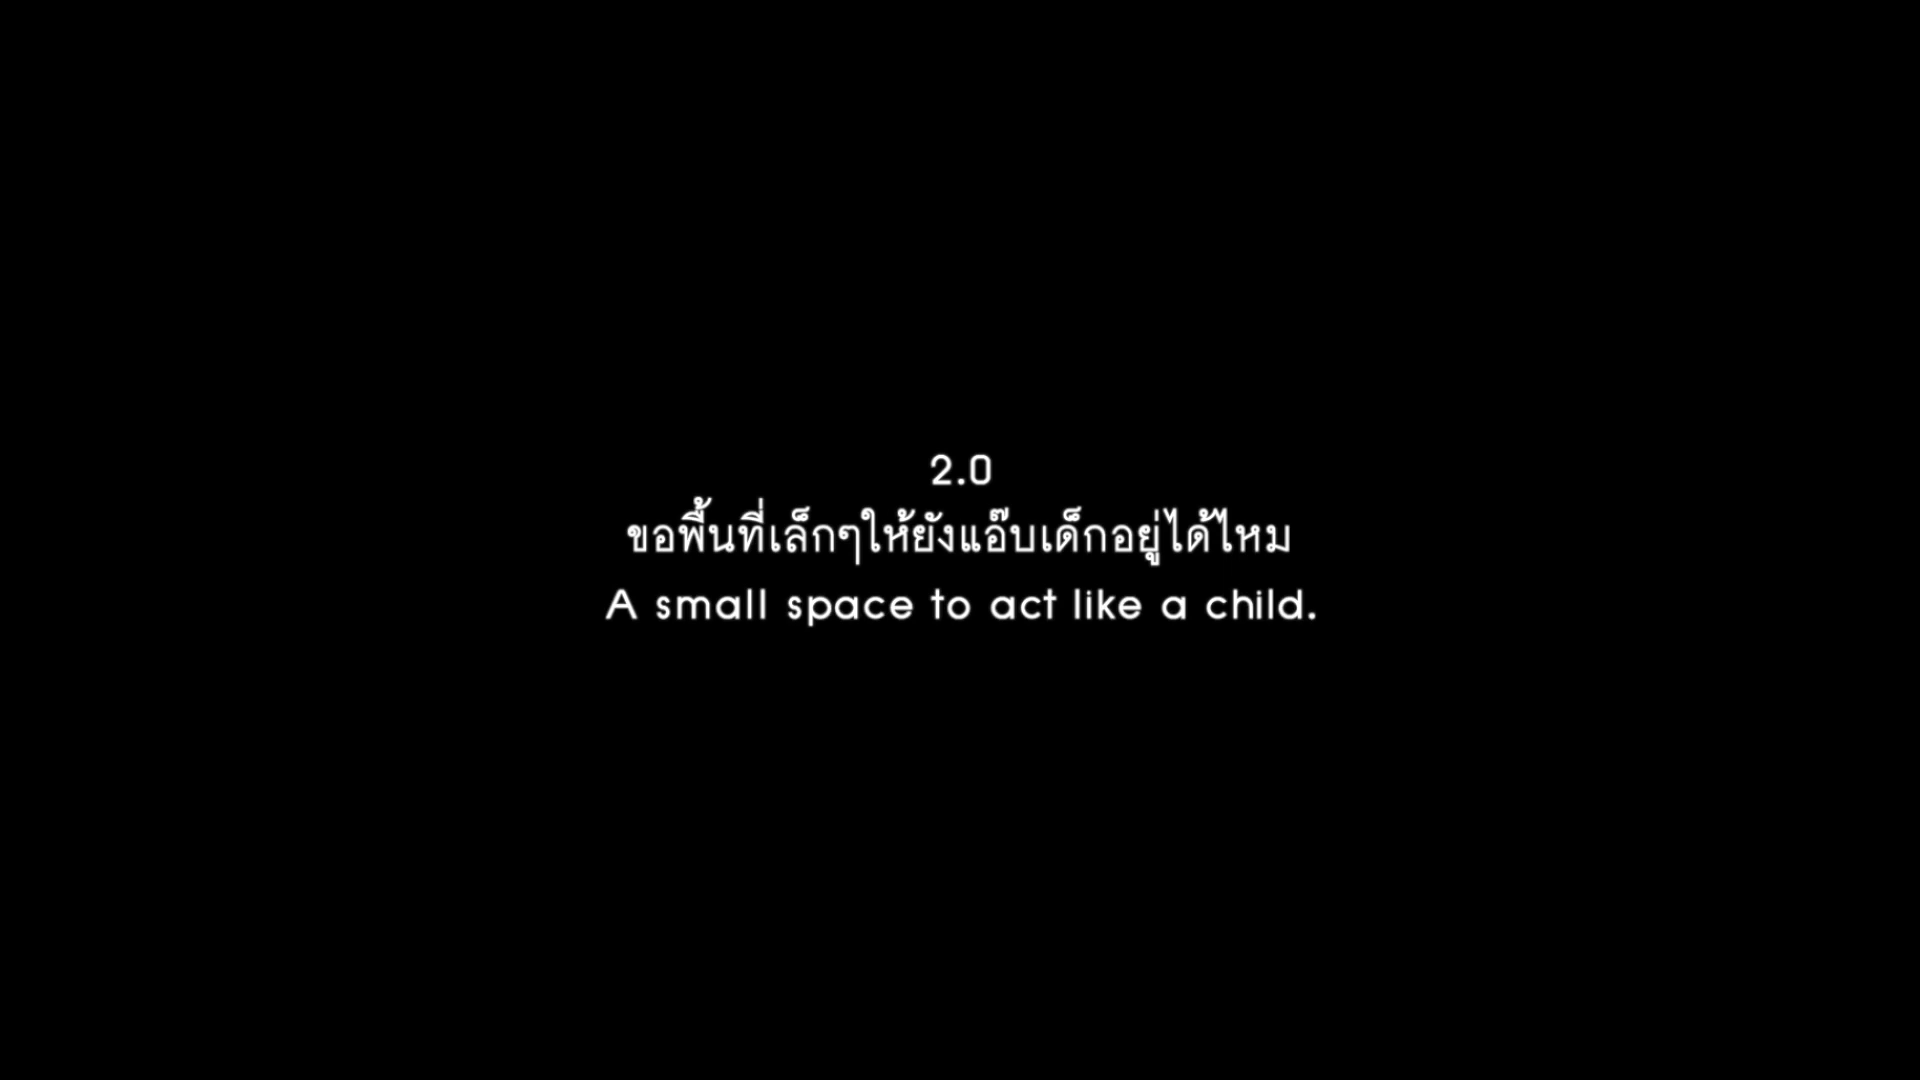 2.0
ขอพื้นที่เล็กๆให้ยังแอ๊บเด็กอยู่ได้ไหม
A small space to act like a child.